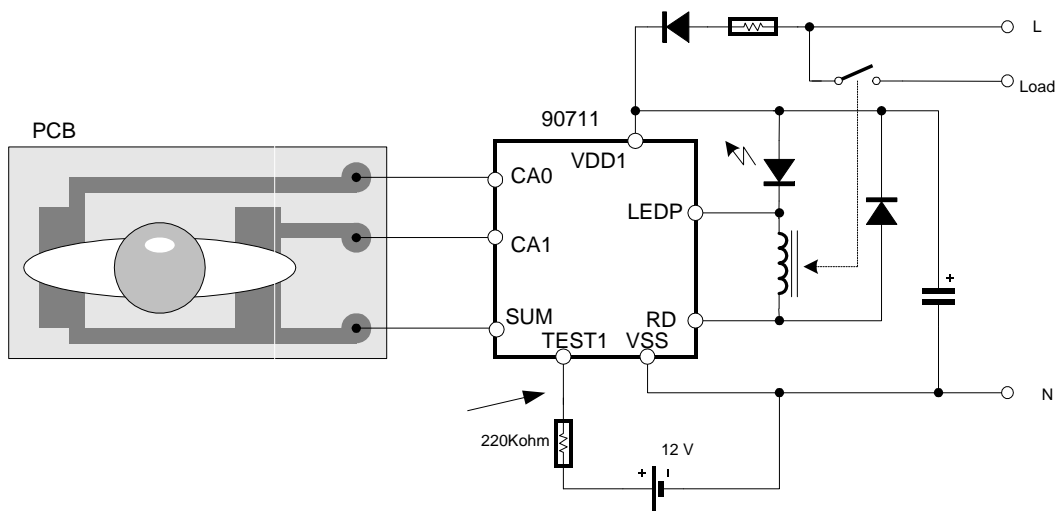 L
Load
PCB
90711
VDD1
CA0
LEDP
CA1
+
SUM
RD
TEST1
VSS
N
220Kohm
12 V
+
-